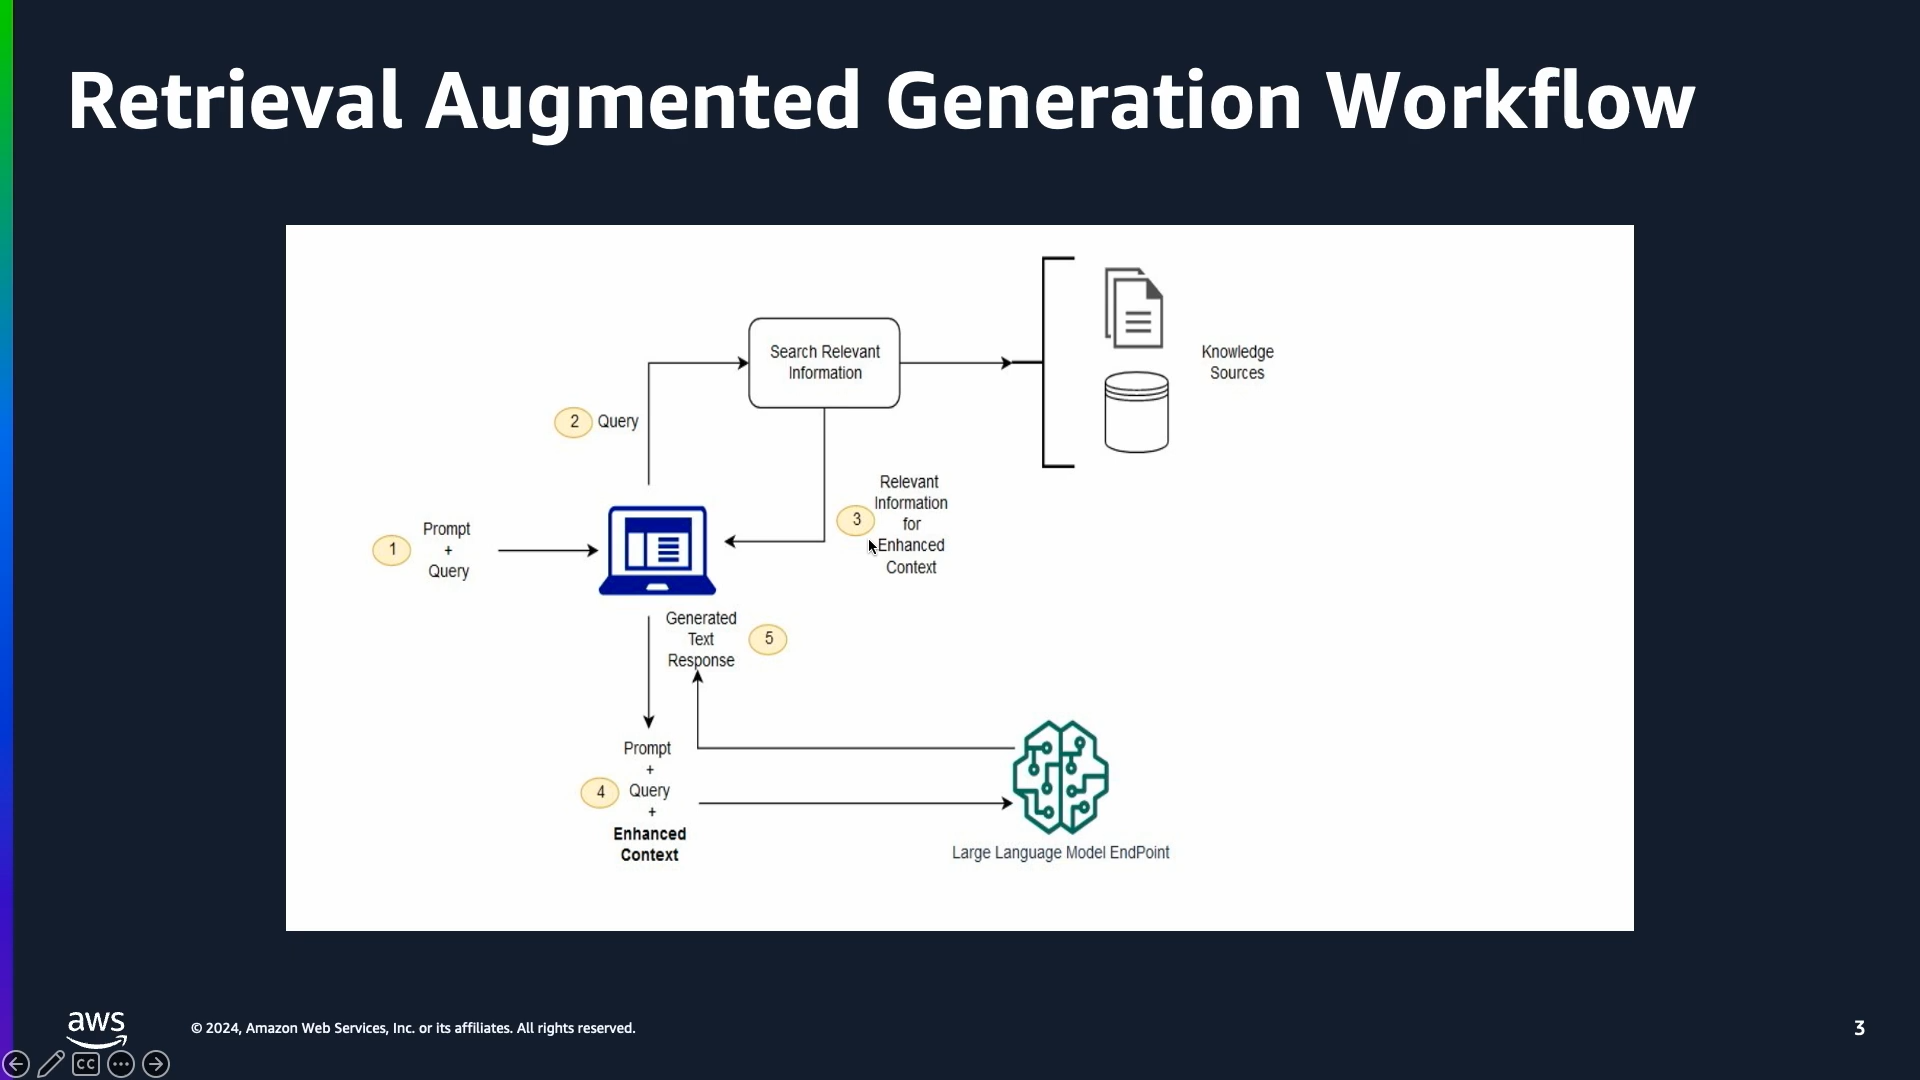 Retrieval Augmented Generation Workflow
Search Relevant
Information
Knowledge
Sources
2 Query
Relevant
Information
for
Enhanced
Context
3
1
Prompt
+
Query
Generated
Text
Response
5
Prompt
+
Query
+
Enhanced
Context
4
Large Language Model EndPoint
aws
© 2024, Amazon Web Services, Inc. or its affiliates. All rights reserved.
3
CC